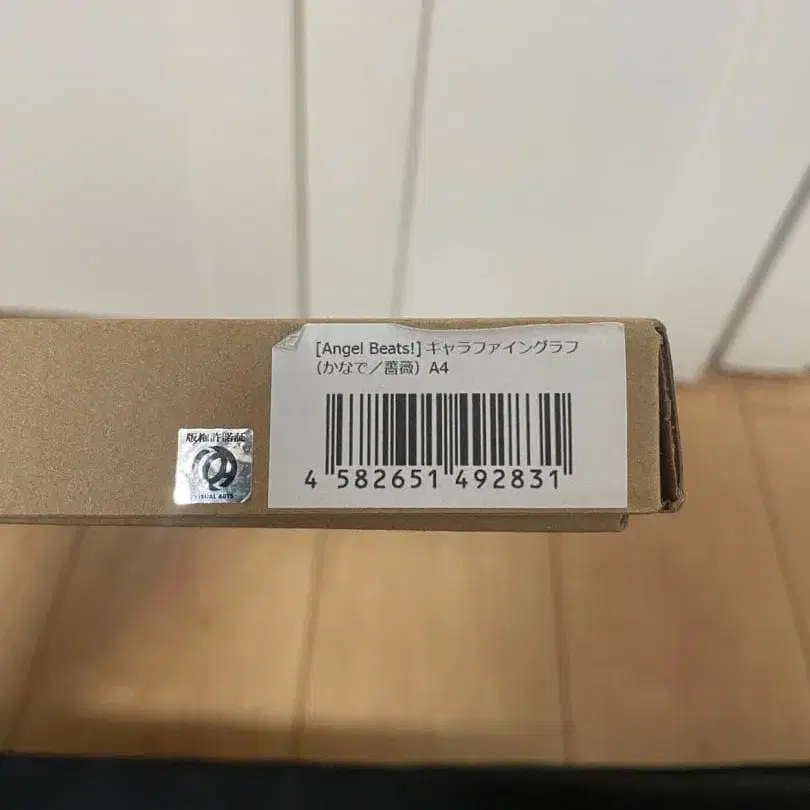 [Angel Beats!] キャラファイングラフ
（かなで／薔薇）A4
4 582651 492831
版権許諾証
VISUAL ARTS